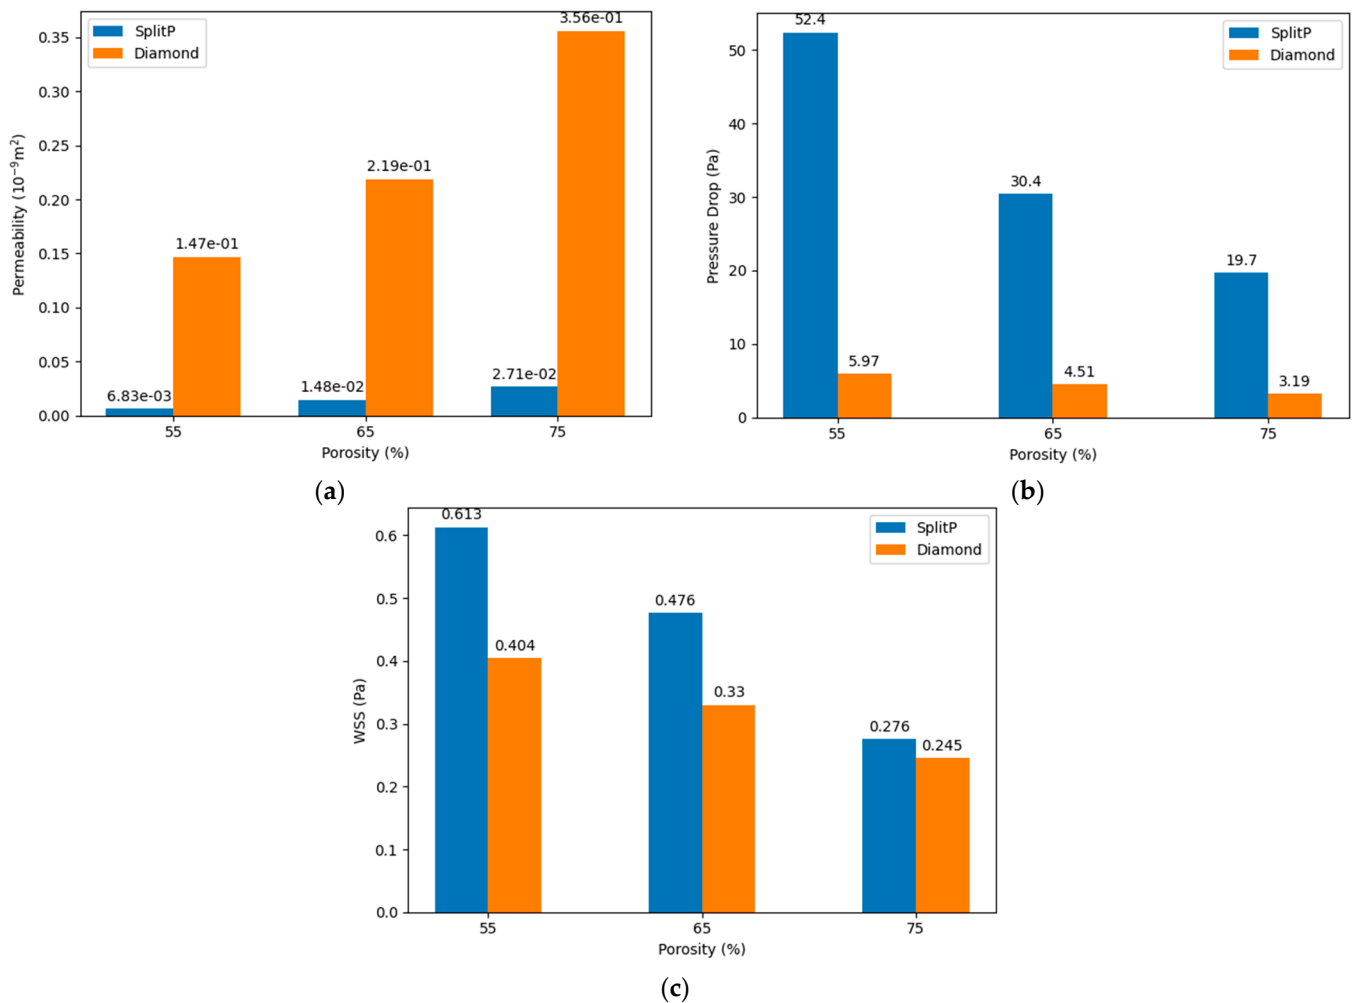 3.56e-01
SplitP
Diamond
0.35
0.30
0.25
0.20
0.15
0.10
0.05
0.00
Permeability (10⁻⁹m²)
2.19e-01
1.47e-01
6.83e-03
1.48e-02
2.71e-02
55 65 75
Porosity (%)
(a)
52.4
SplitP
Diamond
50
40
30
20
10
0
Pressure Drop (Pa)
30.4
19.7
5.97
4.51
3.19
55 65 75
Porosity (%)
(b)
0.613
SplitP
Diamond
0.6
0.5
0.4
0.3
0.2
0.1
0.0
WSS (Pa)
0.476
0.404
0.33
0.276
0.245
55 65 75
Porosity (%)
(c)